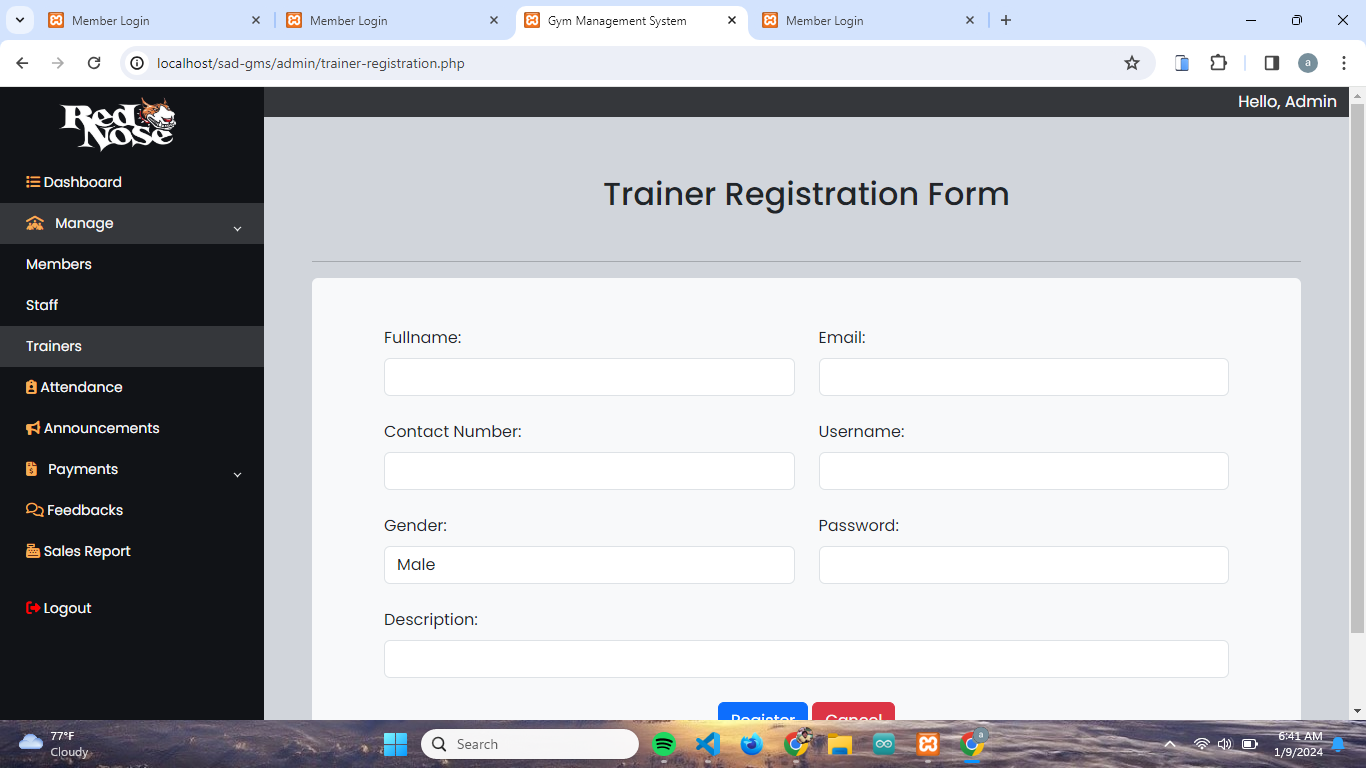 Member Login
Member Login
Gym Management System
Member Login
localhost/sad-gms/admin/trainer-registration.php
a
Red Nose
Hello, Admin
Dashboard
Manage
Members
Staff
Trainers
Attendance
Announcements
Payments
Feedbacks
Sales Report
Logout
Trainer Registration Form
Fullname:
Email:
Contact Number:
Username:
Gender:
Password:
Male
Description:
Register Cancel
77°F
Cloudy
Search
a
6:41 AM
1/9/2024